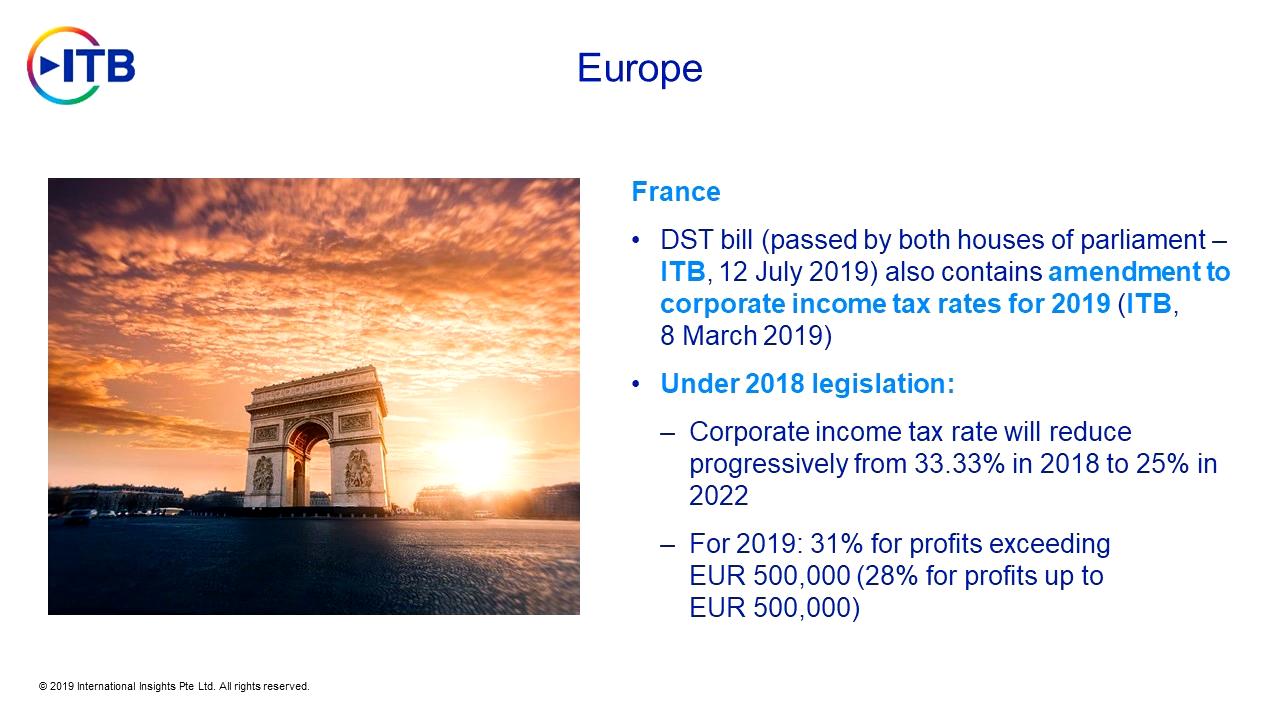 ITB
Europe
France
• DST bill (passed by both houses of parliament –
ITB, 12 July 2019) also contains amendment to
corporate income tax rates for 2019 (ITB,
8 March 2019)
• Under 2018 legislation:
– Corporate income tax rate will reduce
progressively from 33.33% in 2018 to 25% in
2022
– For 2019: 31% for profits exceeding
EUR 500,000 (28% for profits up to
EUR 500,000)
© 2019 International Insights Pte Ltd. All rights reserved.